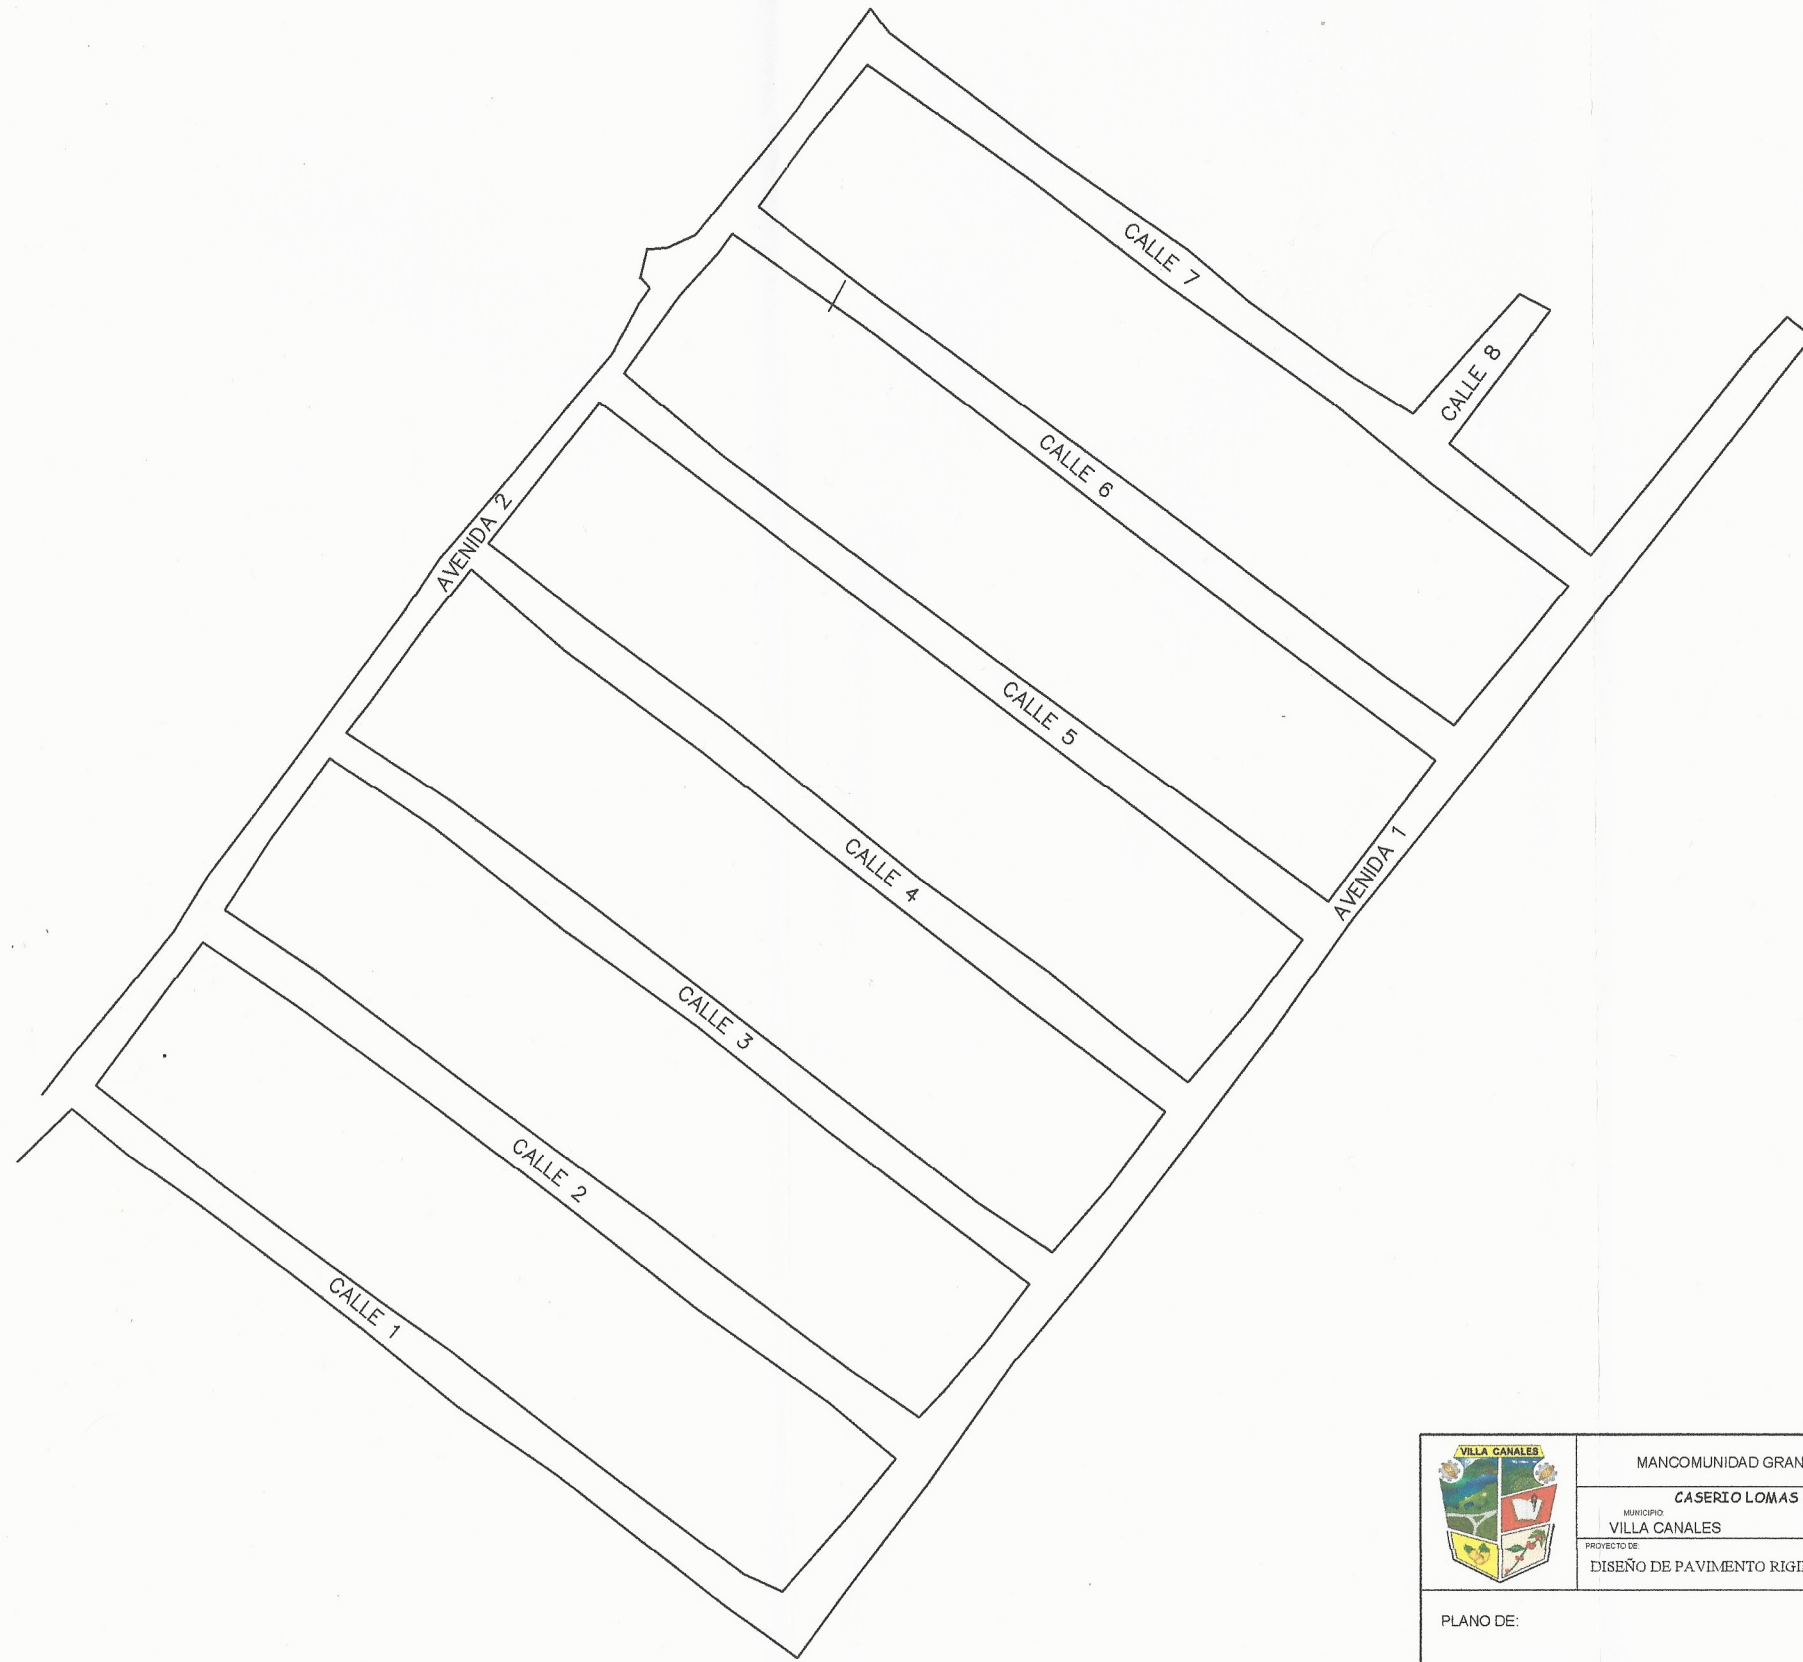 CALLE 7
CALLE 8
CALLE 6
AVENIDA 2
CALLE 5
AVENIDA 1
CALLE 4
CALLE 3
CALLE 2
CALLE 1
VILLA CANALES
MANCOMUNIDAD GRAN
CASERIO LOMAS
MUNICIPIO:
VILLA CANALES
PROYECTO DE:
DISEÑO DE PAVIMENTO RIGI
PLANO DE: